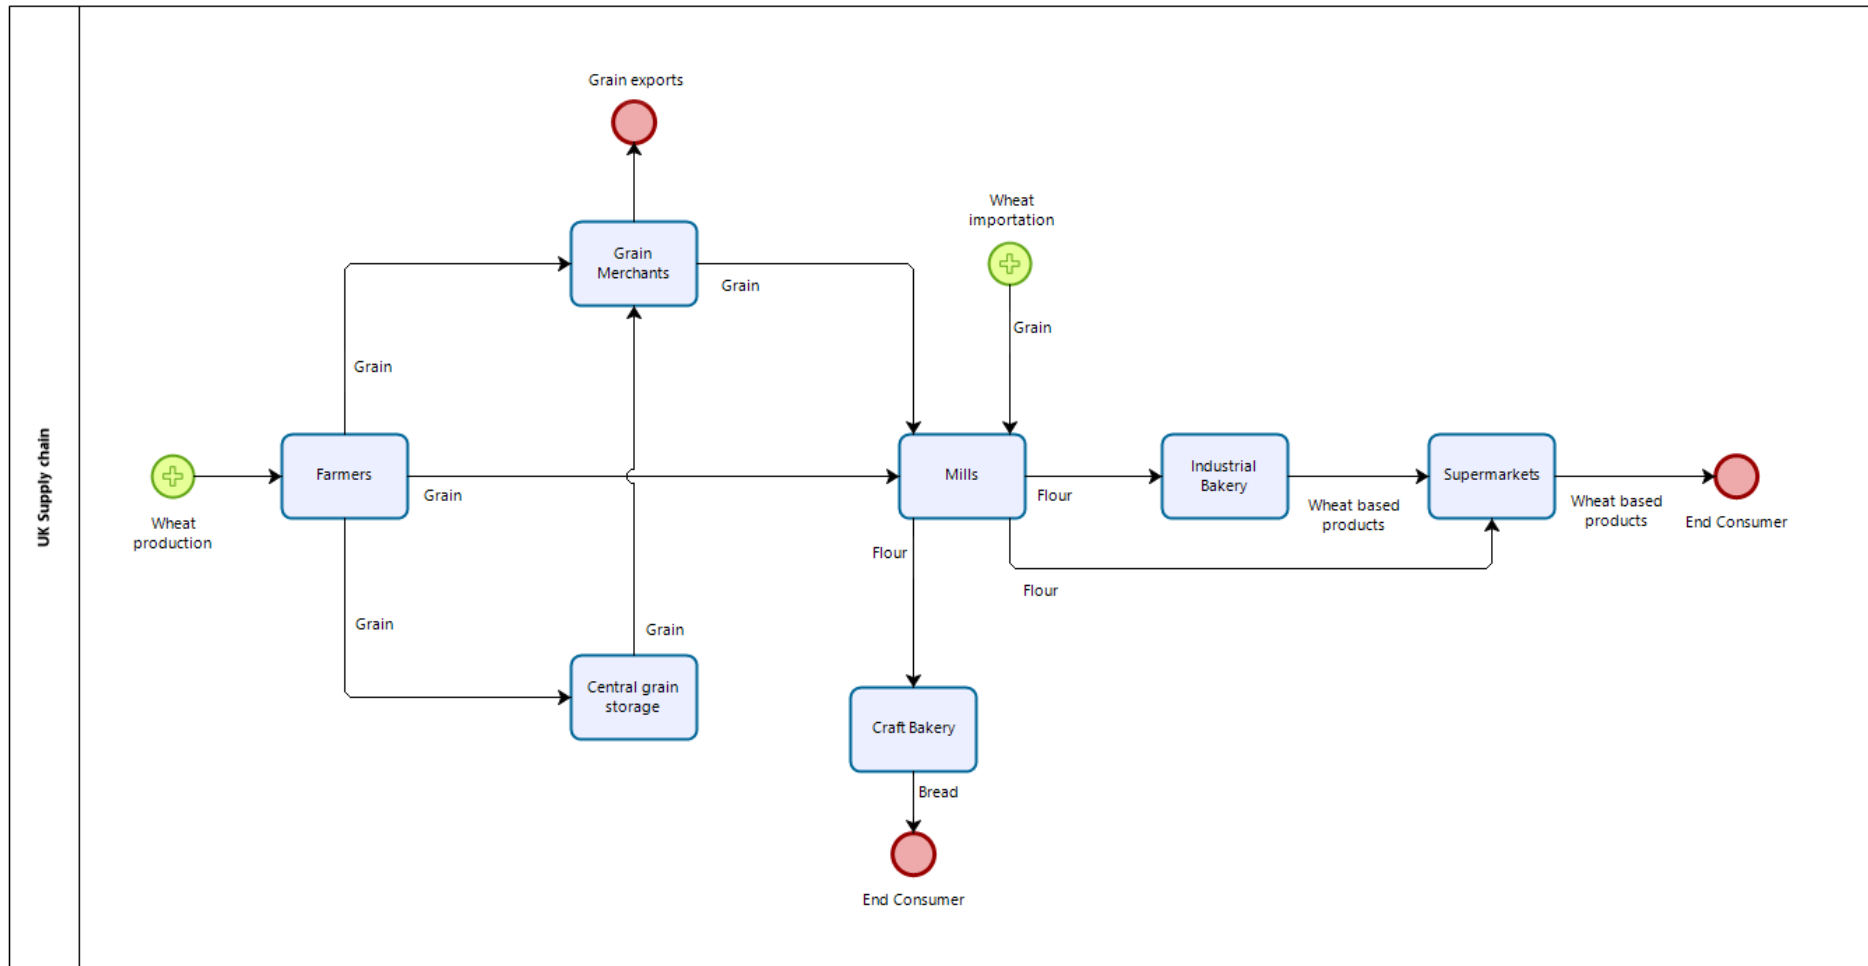 UK Supply chain
Grain exports
Wheat
importation
Grain
Merchants
Grain
Grain
Grain
Farmers
Grain
Wheat
production
Mills
Flour
Industrial
Bakery
Wheat based
products
Supermarkets
Wheat based
products
End Consumer
Flour
Flour
Grain
Grain
Central grain
storage
Craft Bakery
Bread
End Consumer